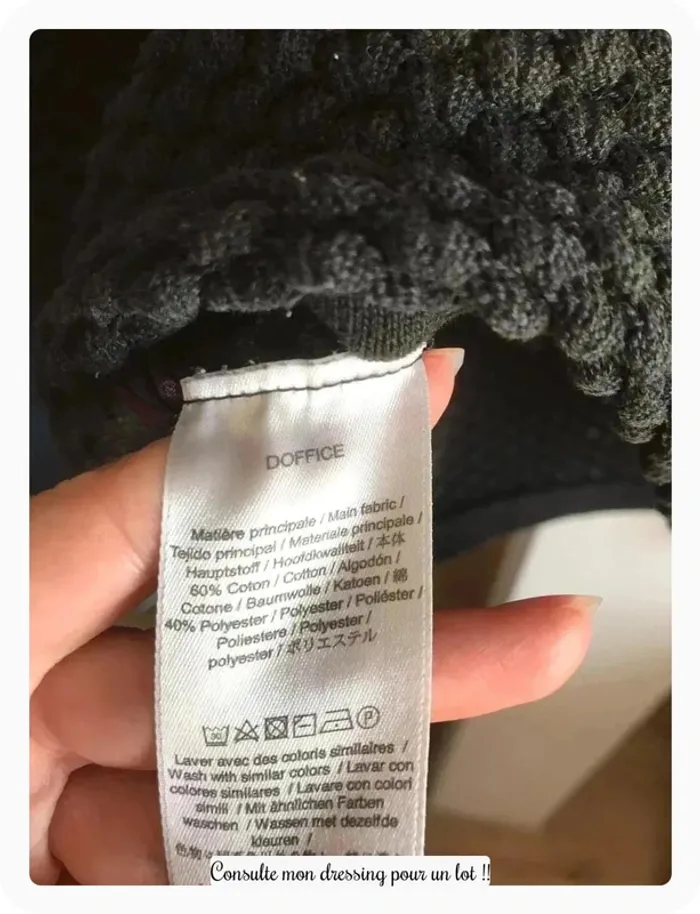 DOFFICE
Matière principale / Main fabric /
Tejido principal / Materiale principale /
Hauptstoff / Hoofdkwaliteit / 本体
60% Coton / Cotton / Algodón /
Cotone / Baumwolle / Katoen / 綿
40% Polyester / Polyester / Poliéster /
Poliestere / Polyester /
polyester / ポリエステル
30
P
Laver avec des coloris similaires /
Wash with similar colors / Lavar con
colores similares / Lavare con colori
simili / Mit ähnlichen Farben
waschen / Wassen met dezelfde
kleuren /
Consulte mon dressing pour un lot !!